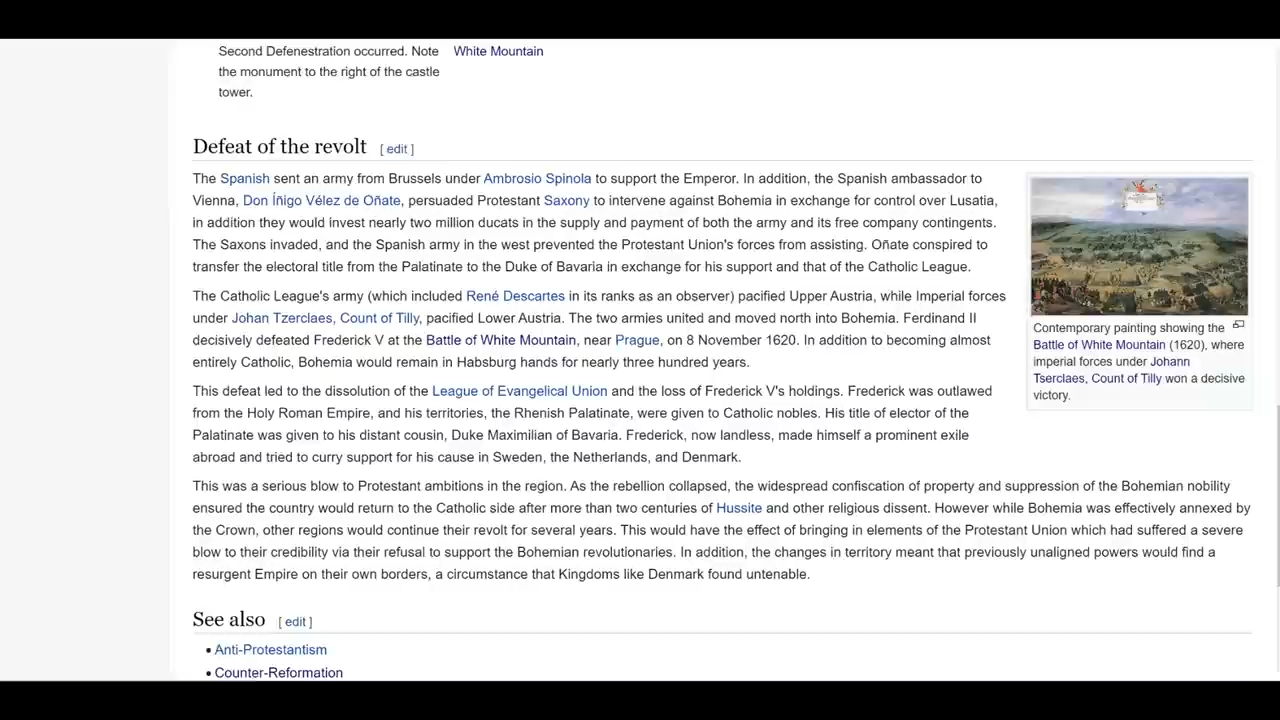 Second Defenestration occurred. Note
the monument to the right of the castle
tower.
White Mountain
Defeat of the revolt [ edit ]
The Spanish sent an army from Brussels under Ambrosio Spinola to support the Emperor. In addition, the Spanish ambassador to
Vienna, Don Íñigo Vélez de Oñate, persuaded Protestant Saxony to intervene against Bohemia in exchange for control over Lusatia,
in addition they would invest nearly two million ducats in the supply and payment of both the army and its free company contingents.
The Saxons invaded, and the Spanish army in the west prevented the Protestant Union's forces from assisting. Oñate conspired to
transfer the electoral title from the Palatinate to the Duke of Bavaria in exchange for his support and that of the Catholic League.
The Catholic League's army (which included René Descartes in its ranks as an observer) pacified Upper Austria, while Imperial forces
under Johan Tzerclaes, Count of Tilly, pacified Lower Austria. The two armies united and moved north into Bohemia. Ferdinand II
decisively defeated Frederick V at the Battle of White Mountain, near Prague, on 8 November 1620. In addition to becoming almost
entirely Catholic, Bohemia would remain in Habsburg hands for nearly three hundred years.
This defeat led to the dissolution of the League of Evangelical Union and the loss of Frederick V's holdings. Frederick was outlawed
from the Holy Roman Empire, and his territories, the Rhenish Palatinate, were given to Catholic nobles. His title of elector of the
Palatinate was given to his distant cousin, Duke Maximilian of Bavaria. Frederick, now landless, made himself a prominent exile
abroad and tried to curry support for his cause in Sweden, the Netherlands, and Denmark.
Contemporary painting showing the
Battle of White Mountain (1620), where
imperial forces under Johann
Tserclaes, Count of Tilly won a decisive
victory.
This was a serious blow to Protestant ambitions in the region. As the rebellion collapsed, the widespread confiscation of property and suppression of the Bohemian nobility
ensured the country would return to the Catholic side after more than two centuries of Hussite and other religious dissent. However while Bohemia was effectively annexed by
the Crown, other regions would continue their revolt for several years. This would have the effect of bringing in elements of the Protestant Union which had suffered a severe
blow to their credibility via their refusal to support the Bohemian revolutionaries. In addition, the changes in territory meant that previously unaligned powers would find a
resurgent Empire on their own borders, a circumstance that Kingdoms like Denmark found untenable.
See also [ edit ]
• Anti-Protestantism
• Counter-Reformation